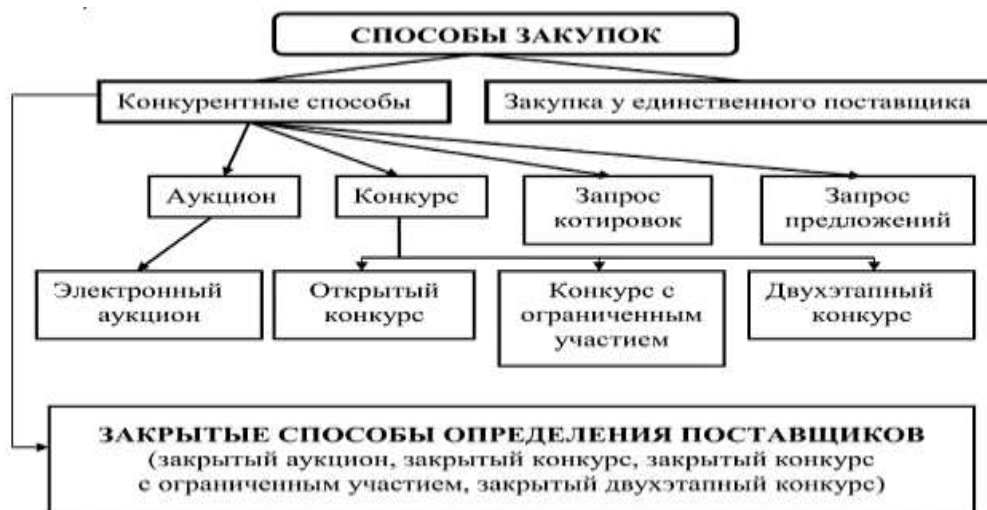 СПОСОБЫ ЗАКУПОК
Конкурентные способы
Закупка у единственного поставщика
Аукцион
Конкурс
Запрос
котировок
Запрос
предложений
Электронный
аукцион
Открытый
конкурс
Конкурс с
ограниченным
участием
Двухэтапный
конкурс
ЗАКРЫТЫЕ СПОСОБЫ ОПРЕДЕЛЕНИЯ ПОСТАВЩИКОВ
(закрытый аукцион, закрытый конкурс, закрытый конкурс
с ограниченным участием, закрытый двухэтапный конкурс)